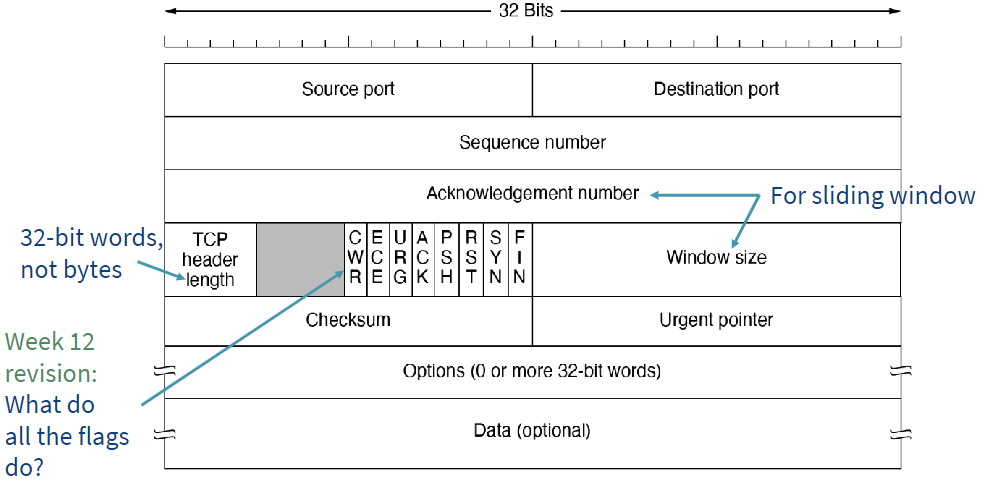 32 Bits
Source port
Destination port
Sequence number
Acknowledgement number
For sliding window
32-bit words,
not bytes
TCP
header
length
CWR
ECE
URG
ACK
PSH
RST
SYN
FIN
Window size
Checksum
Urgent pointer
Week 12
revision:
What do
all the flags
do?
Options (0 or more 32-bit words)
Data (optional)